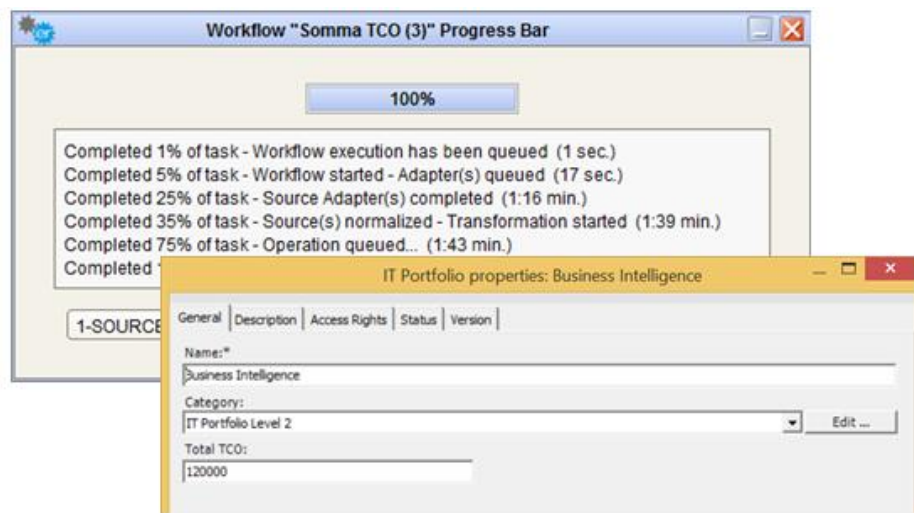 er
Workflow "Somma TCO (3)" Progress Bar
100%
Completed 1% of task - Workflow execution has been queued (1 sec.)
Completed 5% of task - Workflow started - Adapter(s) queued (17 sec.)
Completed 25% of task - Source Adapter(s) completed (1:16 min.)
Completed 35% of task - Source(s) normalized - Transformation started (1:39 min.)
Completed 75% of task - Operation queued... (1:43 min.)
Completed
1-SOURCE
IT Portfolio properties: Business Intelligence
General Description Access Rights Status Version
Name:*
Business Intelligence
Category:
IT Portfolio Level 2
Edit ...
Total TCO:
120000